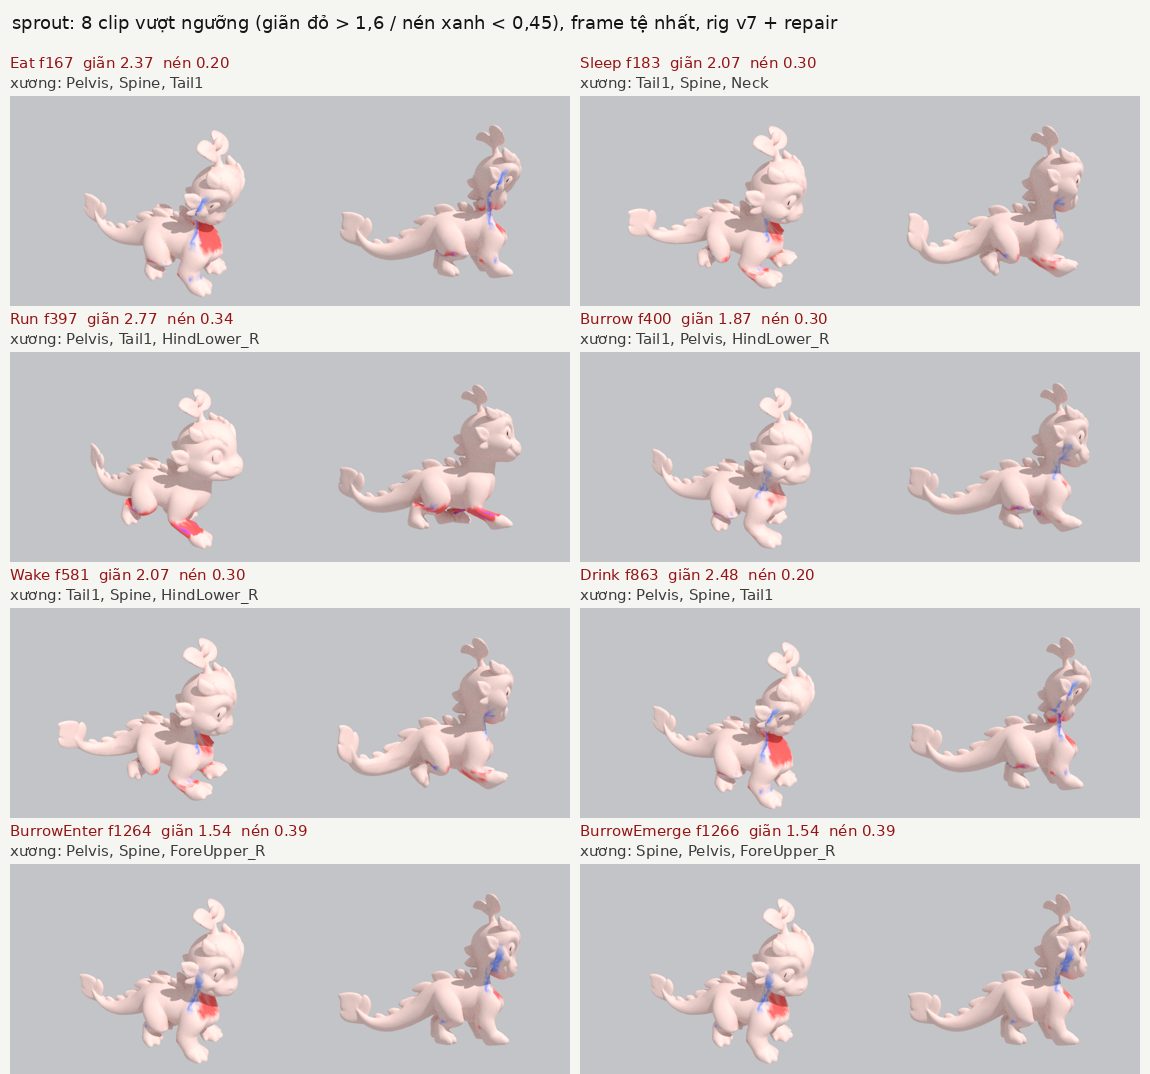 sprout: 8 clip vượt ngưỡng (giãn đỏ > 1,6 / nén xanh < 0,45), frame tệ nhất, rig v7 + repair
Eat f167  giãn 2.37  nén 0.20
xương: Pelvis, Spine, Tail1
Sleep f183  giãn 2.07  nén 0.30
xương: Tail1, Spine, Neck
Run f397  giãn 2.77  nén 0.34
xương: Pelvis, Tail1, HindLower_R
Burrow f400  giãn 1.87  nén 0.30
xương: Tail1, Pelvis, HindLower_R
Wake f581  giãn 2.07  nén 0.30
xương: Tail1, Spine, HindLower_R
Drink f863  giãn 2.48  nén 0.20
xương: Pelvis, Spine, Tail1
BurrowEnter f1264  giãn 1.54  nén 0.39
xương: Pelvis, Spine, ForeUpper_R
BurrowEmerge f1266  giãn 1.54  nén 0.39
xương: Spine, Pelvis, ForeUpper_R